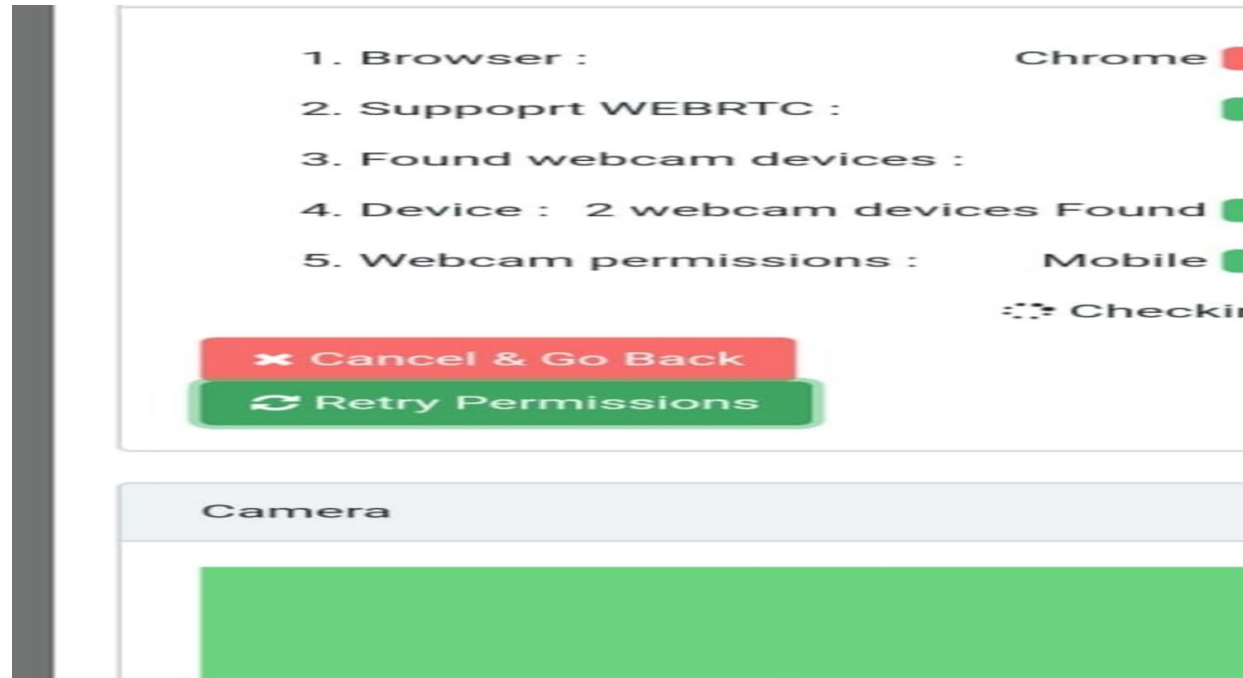 1. Browser : Chrome
2. Suppoprt WEBRTC :
3. Found webcam devices :
4. Device : 2 webcam devices Found
5. Webcam permissions : Mobile
Checkin
Cancel & Go Back
Retry Permissions
Camera